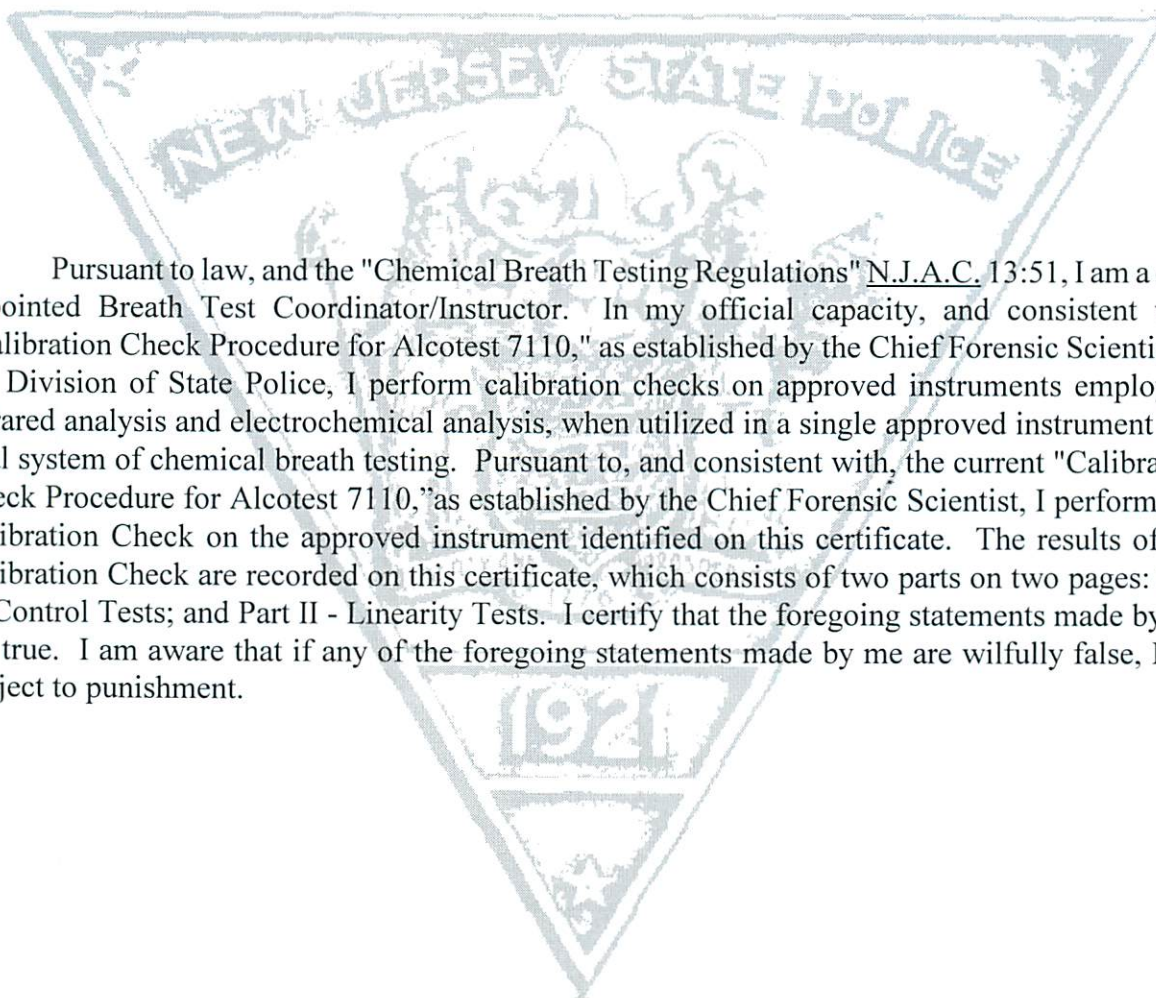 NEW JERSEY STATE POLICE
Pursuant to law, and the "Chemical Breath Testing Regulations" N.J.A.C. 13:51, I am a
ointed Breath Test Coordinator/Instructor. In my official capacity, and consistent
alibration Check Procedure for Alcotest 7110," as established by the Chief Forensic Scienti
Division of State Police, I perform calibration checks on approved instruments emplo
rared analysis and electrochemical analysis, when utilized in a single approved instrument
l system of chemical breath testing. Pursuant to, and consistent with, the current "Calibra
eck Procedure for Alcotest 7110,"as established by the Chief Forensic Scientist, I perform
ibration Check on the approved instrument identified on this certificate. The results of
ibration Check are recorded on this certificate, which consists of two parts on two pages:
Control Tests; and Part II - Linearity Tests. I certify that the foregoing statements made by
true. I am aware that if any of the foregoing statements made by me are wilfully false, I
ject to punishment.
1921